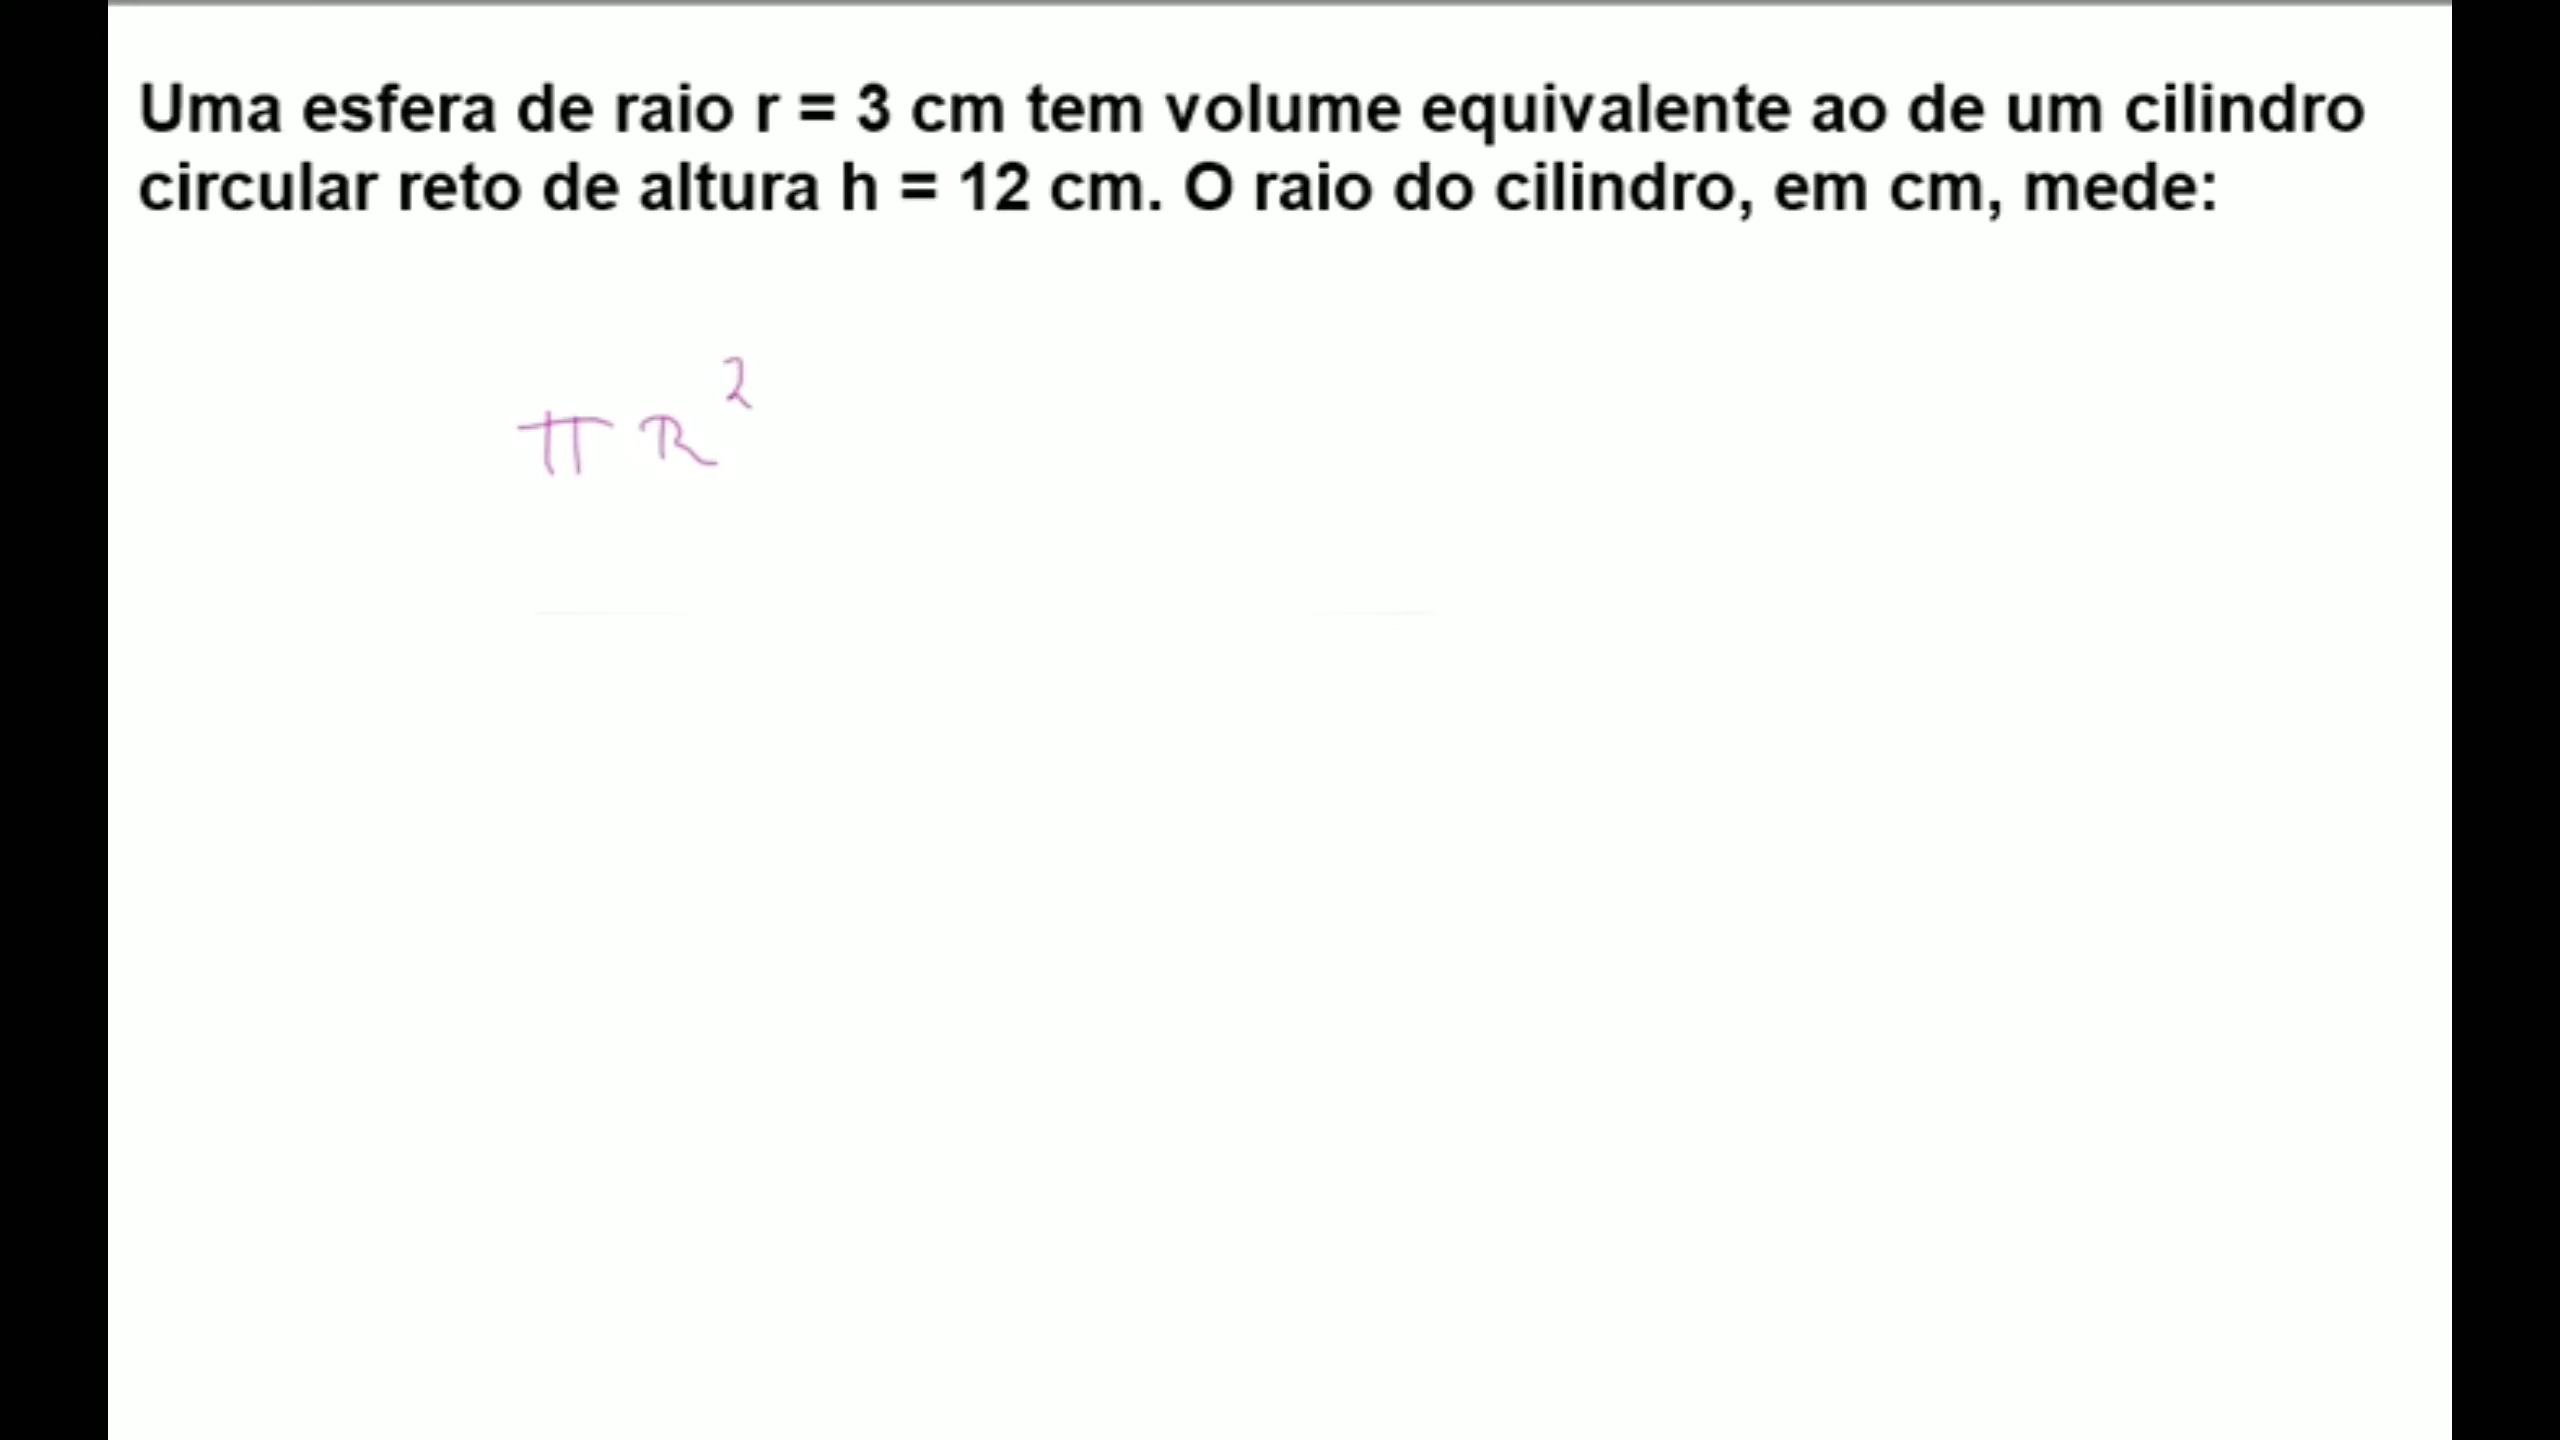 Uma esfera de raio r = 3 cm tem volume equivalente ao de um cilindro
circular reto de altura h = 12 cm. O raio do cilindro, em cm, mede:
π R²